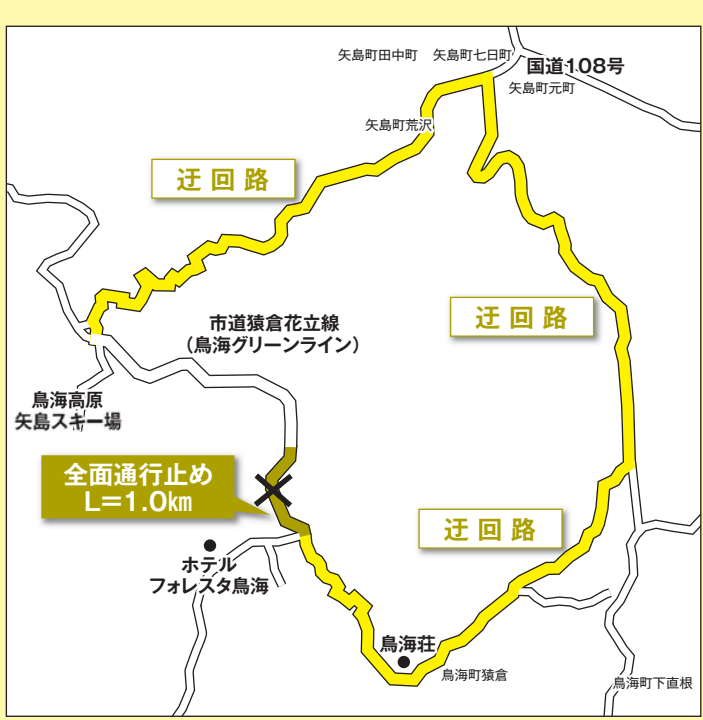 矢島町田中町
矢島町七日町
国道108号
矢島町元町
矢島町荒沢
迂回路
迂回路
市道猿倉花立線
（鳥海グリーンライン）
鳥海高原
矢島スキー場
全面通行止め
L＝1.0㎞
迂回路
ホテル
フォレスタ鳥海
鳥海荘
鳥海町猿倉
鳥海町下直根